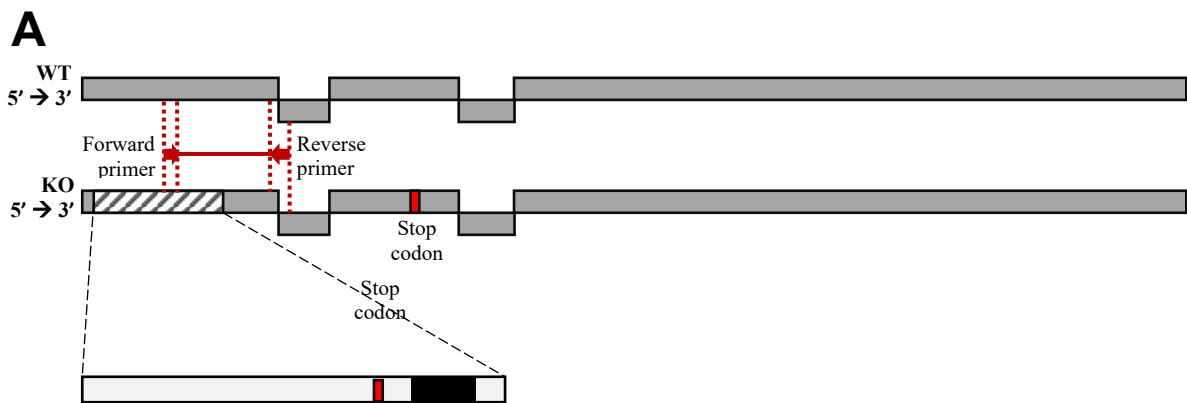 A
WT
5' → 3'
Forward
primer
Reverse
primer
KO
5' → 3'
Stop
codon
Stop
codon